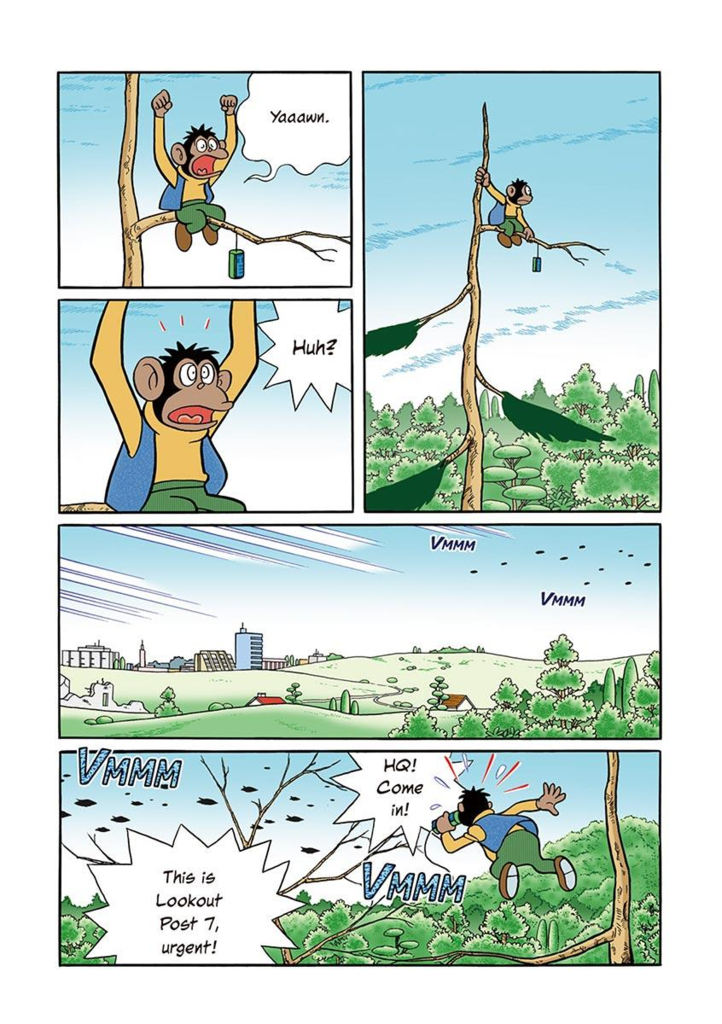 Yaaawn.
Huh?
VMMM
VMMM
VMMM
HQ!
Come
in!
VMMM
This is
Lookout
Post 7,
urgent!